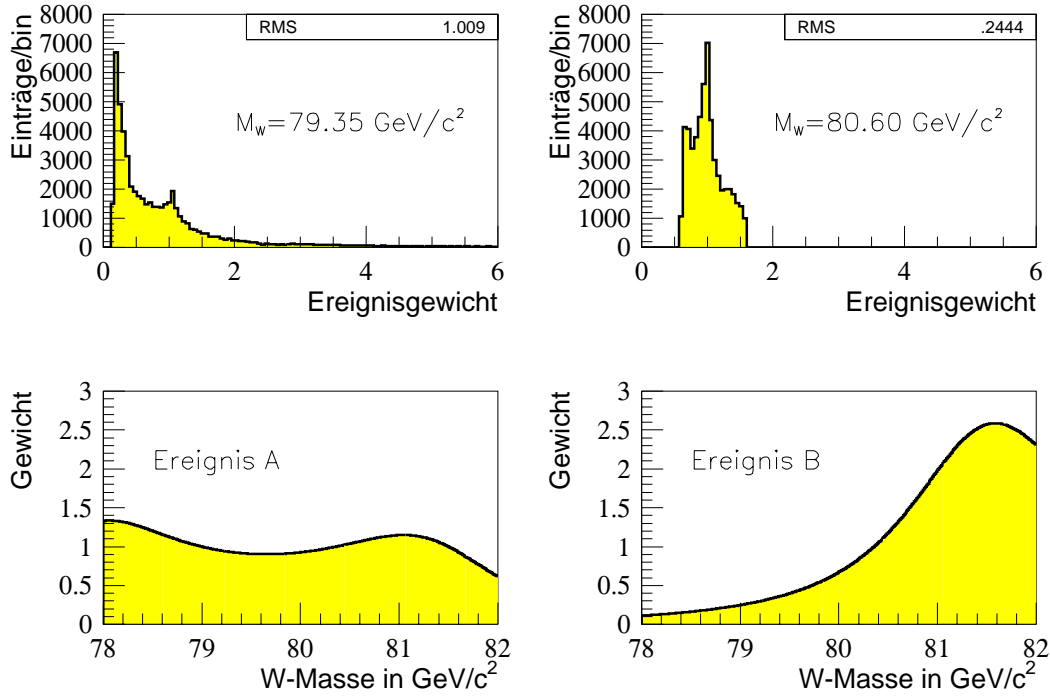 RMS 1.009
Einträge/bin
8000
7000
6000
5000
4000
3000
2000
1000
0
M_w=79.35 GeV/c²
0 2 4 6
Ereignisgewicht
RMS .2444
Einträge/bin
8000
7000
6000
5000
4000
3000
2000
1000
0
M_w=80.60 GeV/c²
0 2 4 6
Ereignisgewicht
Gewicht
3
2.5
2
1.5
1
0.5
0
Ereignis A
78 79 80 81 82
W-Masse in GeV/c²
Gewicht
3
2.5
2
1.5
1
0.5
0
Ereignis B
78 79 80 81 82
W-Masse in GeV/c²